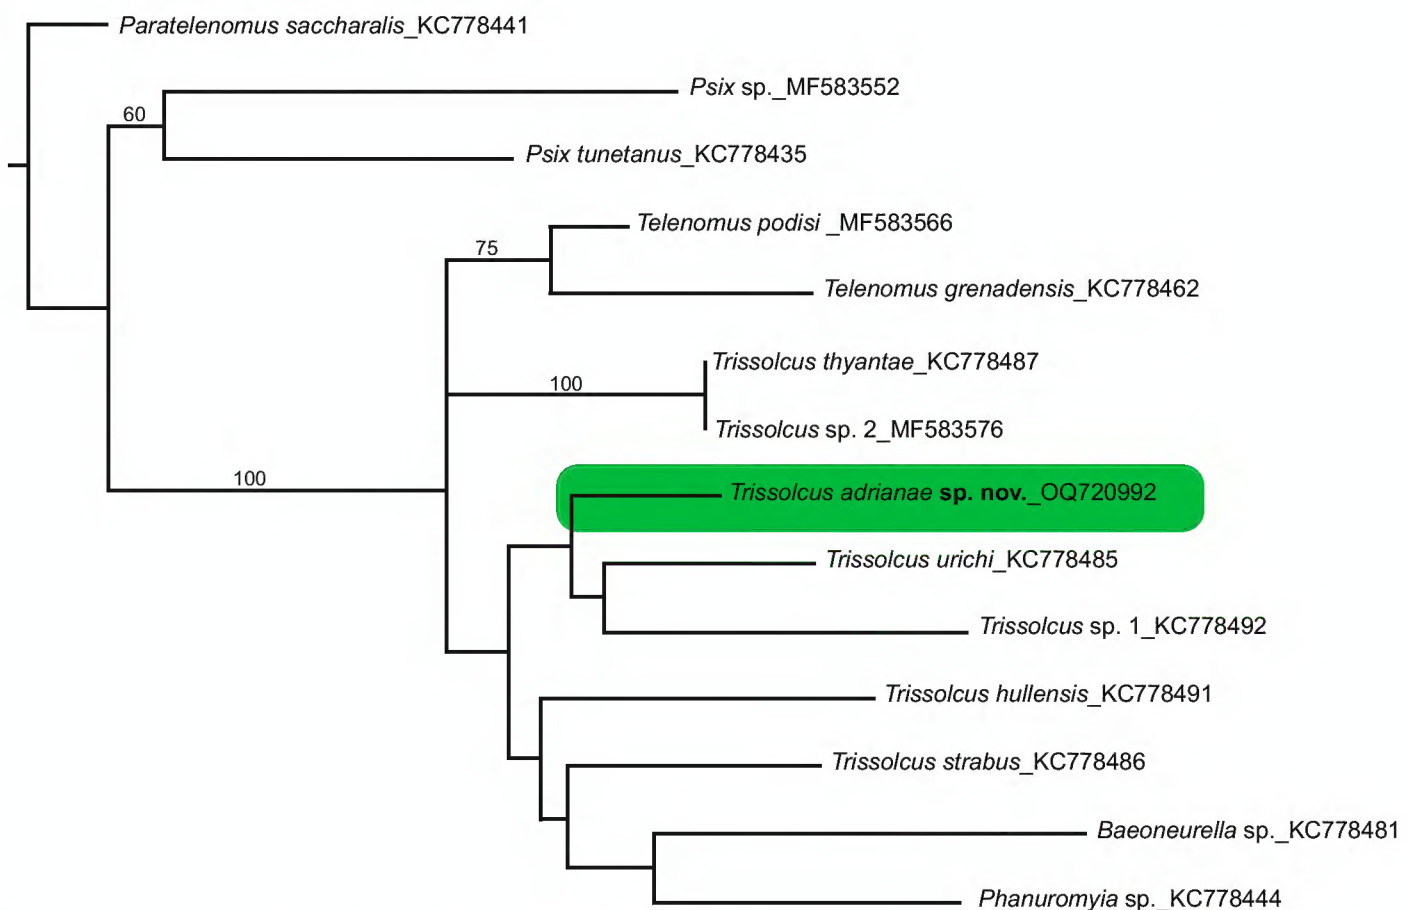 Paratelenomus saccharalis_KC778441
Psix sp._MF583552
60
Psix tunetanus_KC778435
Telenomus podisi _MF583566
75
Telenomus grenadensis_KC778462
Trissolcus thyantae_KC778487
100
Trissolcus sp. 2_MF583576
100
Trissolcus adrianae sp. nov._OQ720992
Trissolcus urichi_KC778485
Trissolcus sp. 1_KC778492
Trissolcus hullensis_KC778491
Trissolcus strabus_KC778486
Baeoneurella sp._KC778481
Phanuromyia sp._KC778444